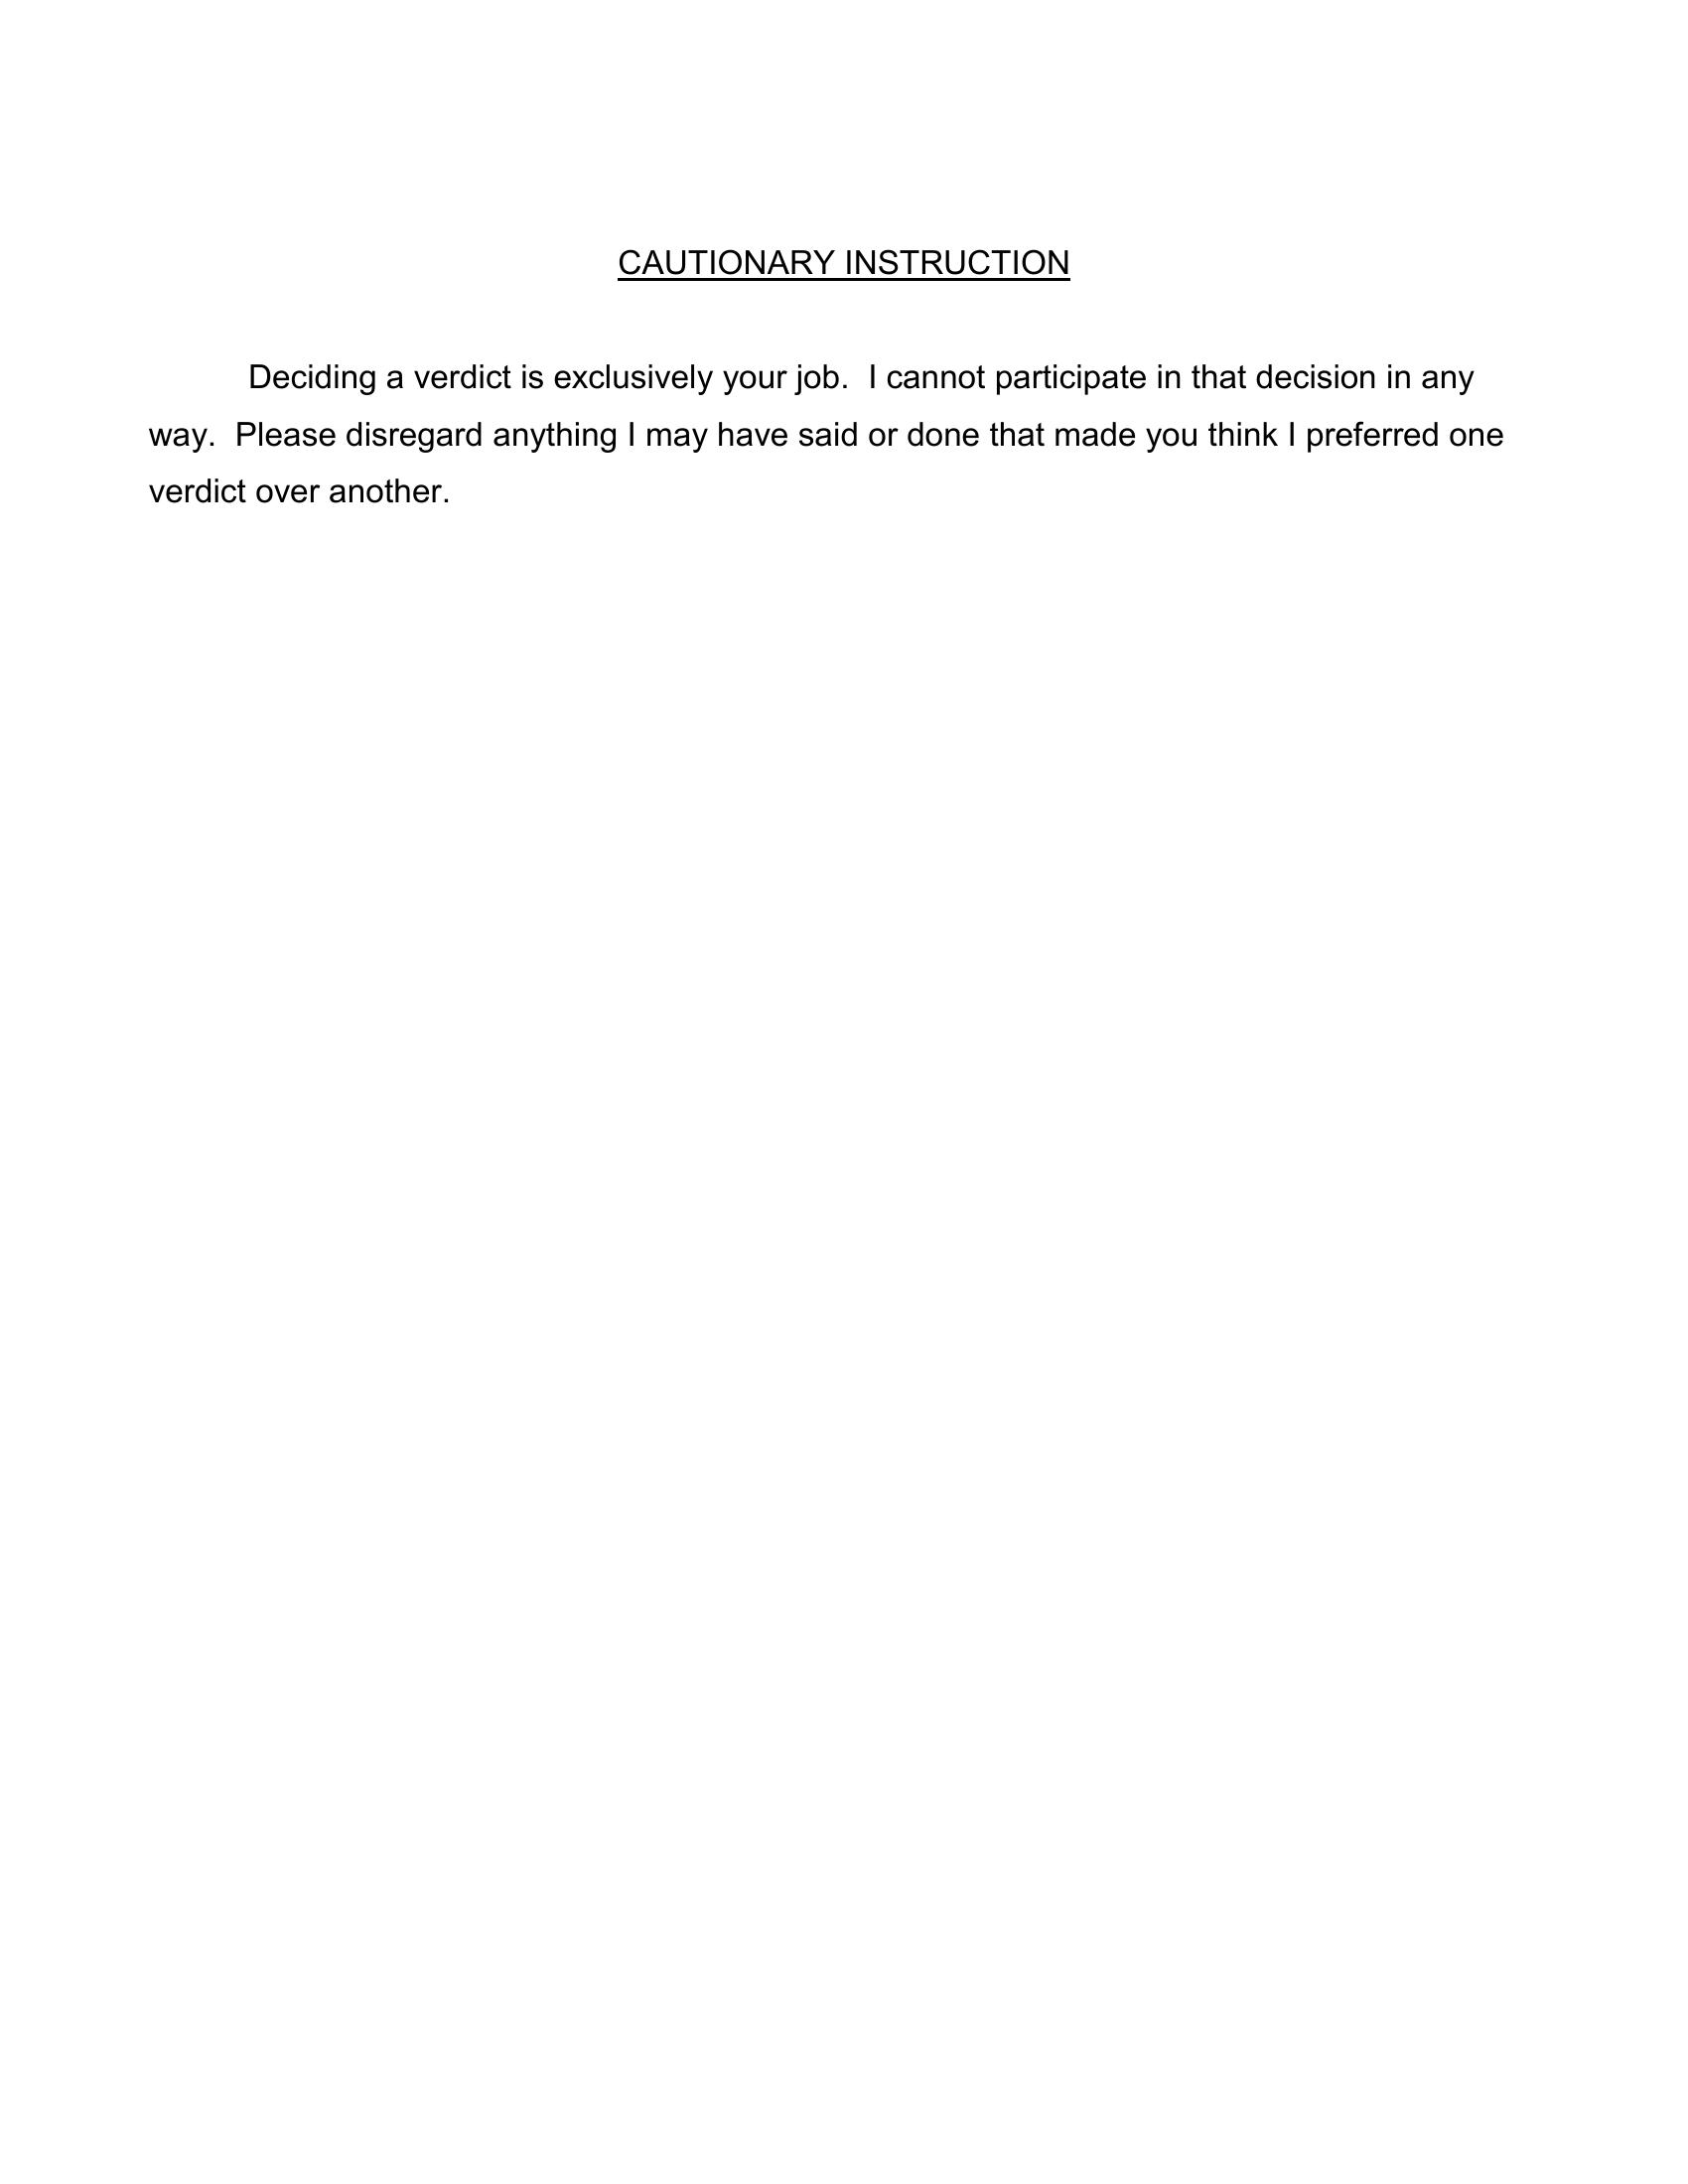 CAUTIONARY INSTRUCTION
Deciding a verdict is exclusively your job.  I cannot participate in that decision in any
way.  Please disregard anything I may have said or done that made you think I preferred one
verdict over another.